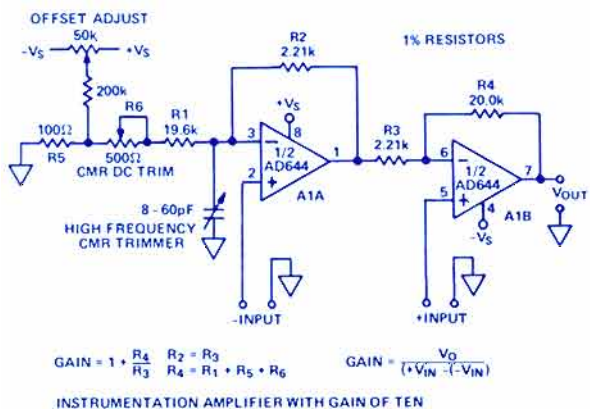 OFFSET ADJUST
50k
-VS +VS
200k
R6
100Ω
R5
500Ω
CMR DC TRIM
R1
19.6k
8-60pF
HIGH FREQUENCY
CMR TRIMMER
R2
2.21k
+VS
3
8
1/2
AD644
1
2
A1A
-INPUT
1% RESISTORS
R3
2.21k
R4
20.0k
6
1/2
AD644
7
5
4
-VS
A1B
VOUT
+INPUT
GAIN = 1 + R4/R3 R2 = R3
R4 = R1 + R5 + R6
GAIN = VO/(+VIN -(-VIN)
INSTRUMENTATION AMPLIFIER WITH GAIN OF TEN